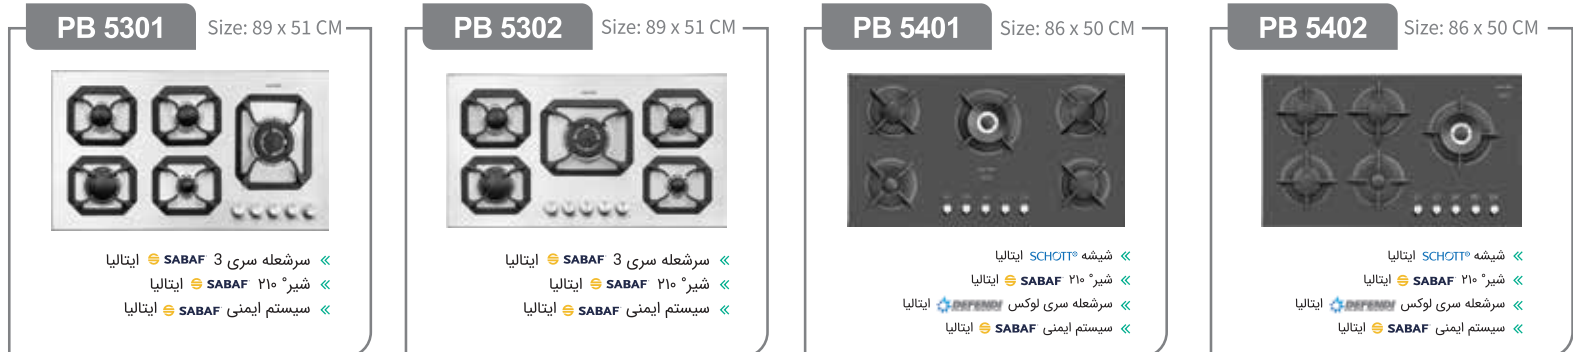 PB 5301 Size: 89 x 51 CM
سرشعله سری 3 SABAF ایتالیا
شیر° ۲۱۰ SABAF ایتالیا
سیستم ایمنی SABAF ایتالیا
PB 5302 Size: 89 x 51 CM
سرشعله سری 3 SABAF ایتالیا
شیر° ۲۱۰ SABAF ایتالیا
سیستم ایمنی SABAF ایتالیا
PB 5401 Size: 86 x 50 CM
شیشه SCHOTT® ایتالیا
شیر° ۲۱۰ SABAF ایتالیا
سرشعله سری لوکس DEFENDI ایتالیا
سیستم ایمنی SABAF ایتالیا
PB 5402 Size: 86 x 50 CM
شیشه SCHOTT® ایتالیا
شیر° ۲۱۰ SABAF ایتالیا
سرشعله سری لوکس DEFENDI ایتالیا
سیستم ایمنی SABAF ایتالیا